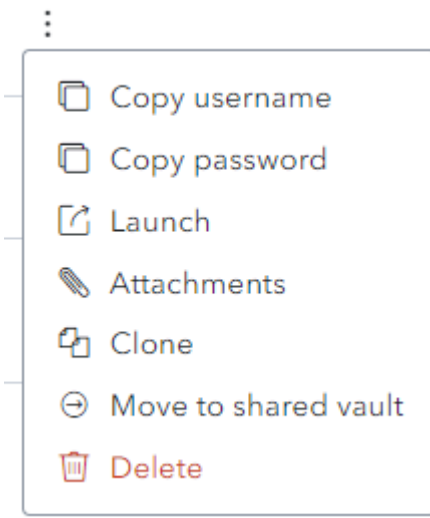 Copy username
Copy password
Launch
Attachments
Clone
Move to shared vault
Delete